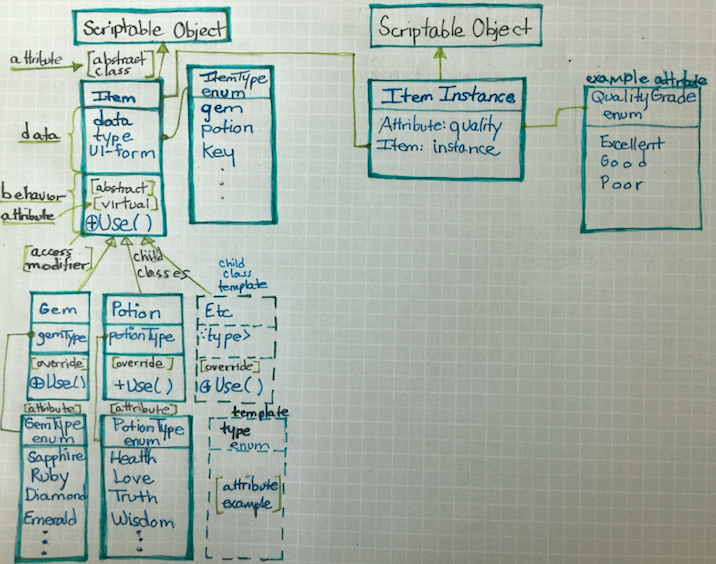 Scriptable Object
Scriptable Object
attribute
[abstract
class]
Item
data
type
UI-form
data
behavior
attribute
[abstract]
[virtual]
⊕Use()
[access
modifier]
child
classes
ItemType
enum
gem
potion
Key
Item Instance
Attribute: quality
Item: instance
example attribute
QualityGrade
enum
Excellent
Good
Poor
Gem
gemType
[override]
⊕Use()
[attribute]
GemType
enum
Sapphire
Ruby
Diamond
Emerald
Potion
potionType
[override]
+Use()
[attribute]
PotionType
enum
Health
Love
Truth
Wisdom
child
class
template
Etc
<type>
[override]
⊕Use()
template
type
enum
[attribute
example]